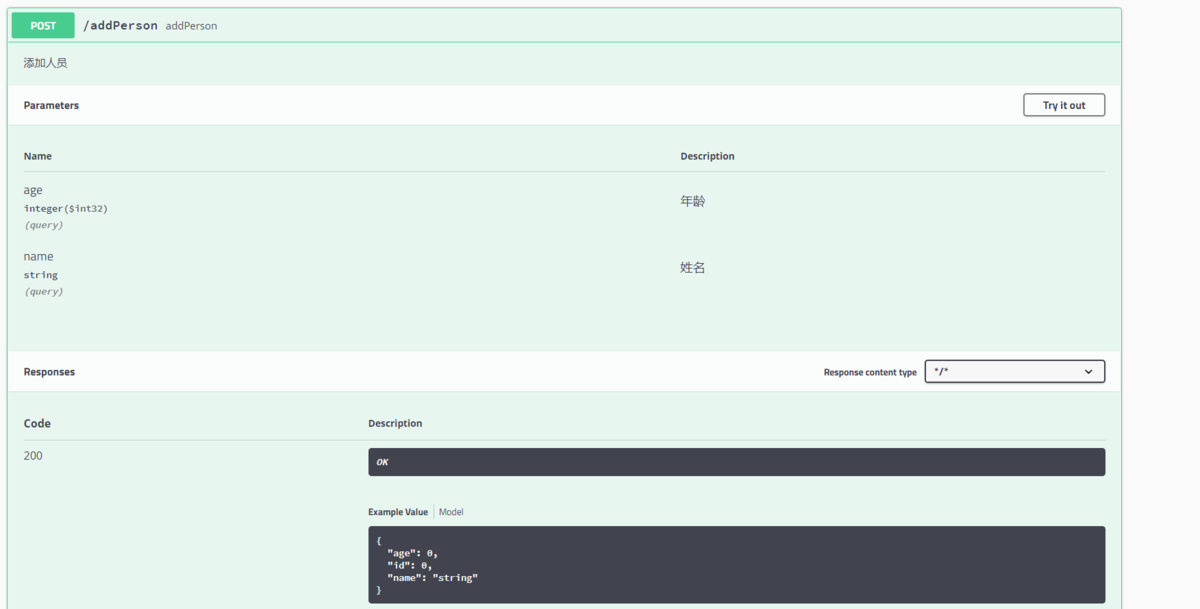 POST /addPerson addPerson
添加人员
Parameters Try it out
Name Description
age
integer($int32)
(query)
年龄
name
string
(query)
姓名
Responses Response content type */*
Code Description
200 OK
Example Value Model
{
"age": 0,
"id": 0,
"name": "string"
}